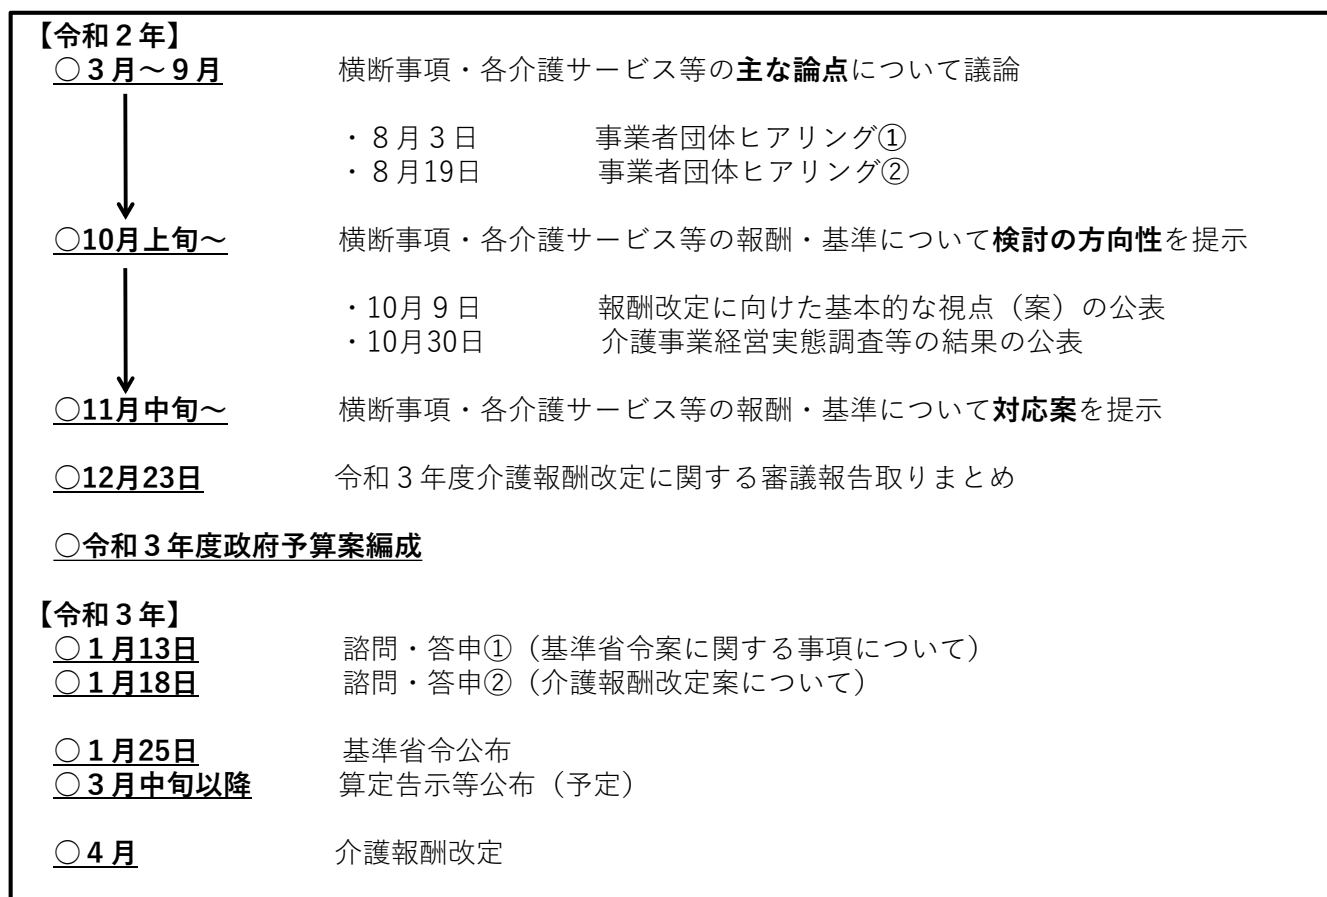 【令和２年】
○３月～９月 横断事項・各介護サービス等の主な論点について議論
・８月３日 事業者団体ヒアリング①
・８月19日 事業者団体ヒアリング②
○10月上旬～ 横断事項・各介護サービス等の報酬・基準について検討の方向性を提示
・10月９日 報酬改定に向けた基本的な視点（案）の公表
・10月30日 介護事業経営実態調査等の結果の公表
○11月中旬～ 横断事項・各介護サービス等の報酬・基準について対応案を提示
○12月23日 令和３年度介護報酬改定に関する審議報告取りまとめ
○令和３年度政府予算案編成
【令和３年】
○１月13日 諮問・答申①（基準省令案に関する事項について）
○１月18日 諮問・答申②（介護報酬改定案について）
○１月25日 基準省令公布
○３月中旬以降 算定告示等公布（予定）
○４月 介護報酬改定